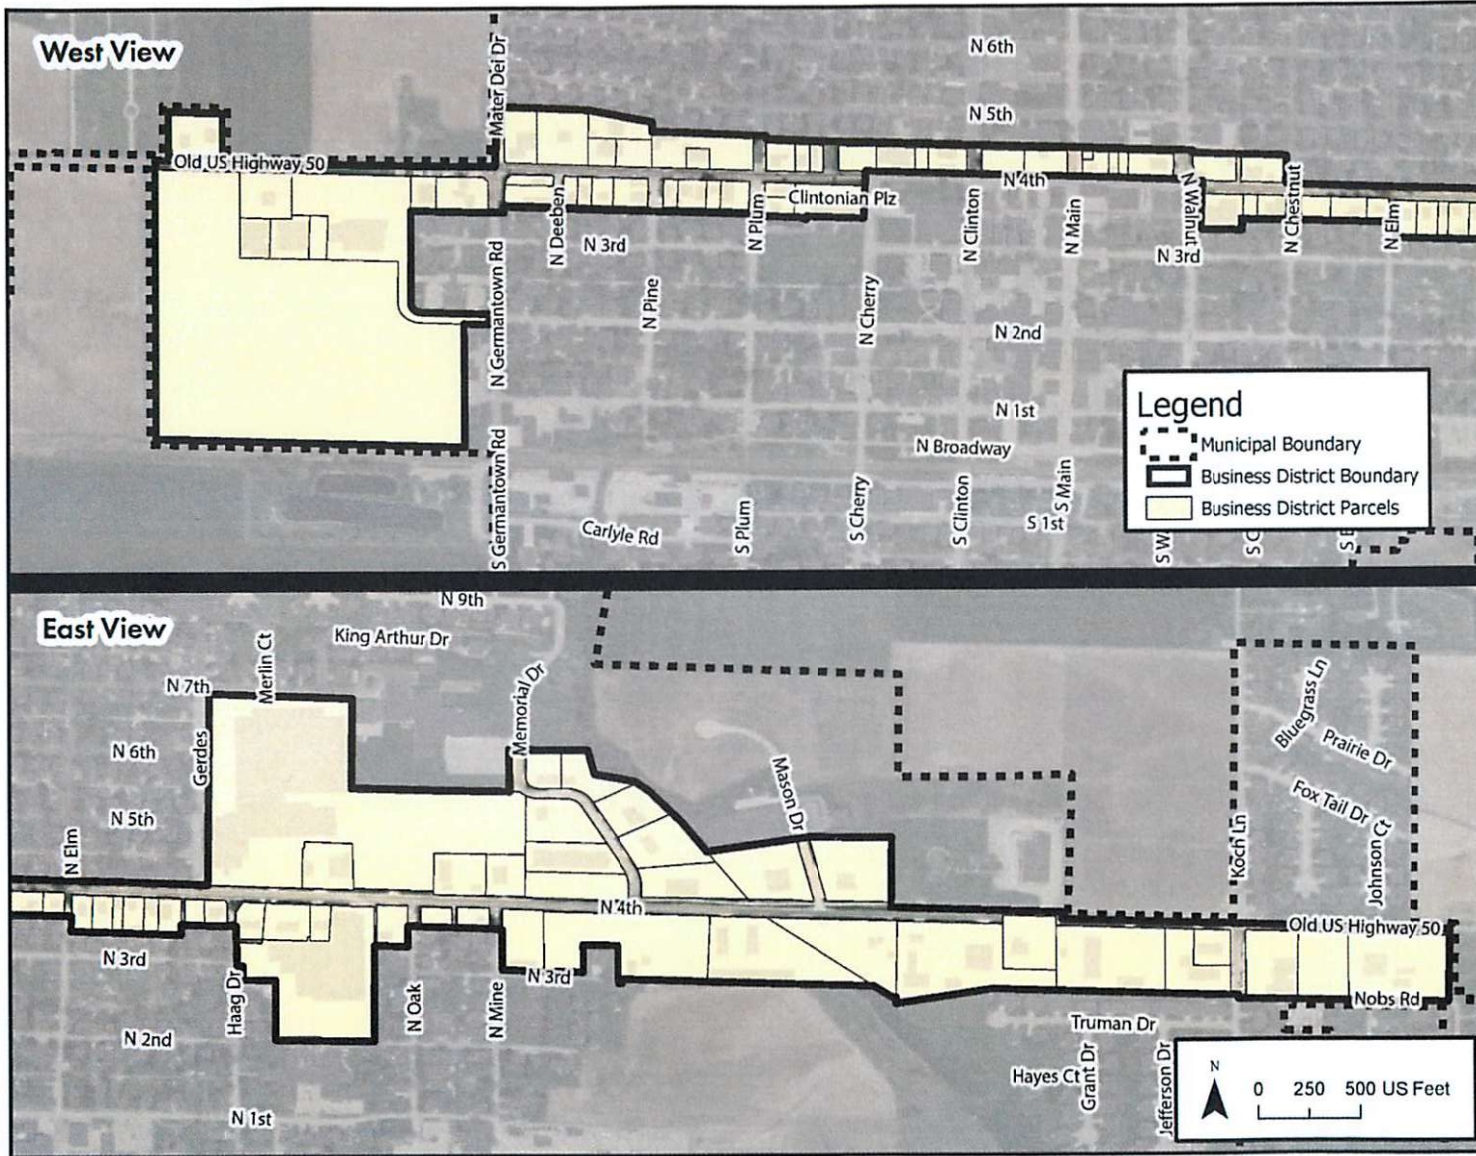 West View
Mater Dei Dr
N 6th
N 5th
Old US Highway 50
N 4th
Clintonian Plz
N Deeben
N Plum
N Clinton
N Main
N Walnut
N Chestnut
N Elm
N 3rd
N 3rd
N Germantown Rd
N Pine
N Cherry
N 2nd
N 1st
N Broadway
Legend
Municipal Boundary
Business District Boundary
Business District Parcels
S Germantown Rd
Carlyle Rd
S Plum
S Cherry
S Clinton
S Main
S 1st
S W
S C
S E
East View
N 9th
King Arthur Dr
Merlin Ct
Memorial Dr
N 7th
Gerdes
N 6th
N 5th
N Elm
Mason Dr
Bluegrass Ln
Prairie Dr
Fox Tail Dr
Johnson Ct
Koch Ln
N 4th
Old US Highway 50
N 3rd
Haag Dr
N Oak
N Mine
N 3rd
Nobs Rd
N 2nd
Truman Dr
Hayes Ct
Grant Dr
Jefferson Dr
N 1st
N
0 250 500 US Feet